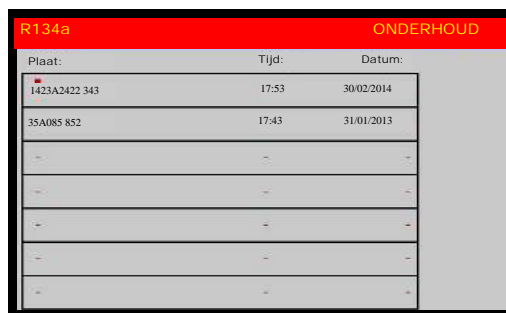 R134a ONDERHOUD
Plaat: Tijd: Datum:
1423A2422 343 17:53 30/02/2014
35A085 852 17:43 31/01/2013
- - -
- - -
- - -
- - -
- - -